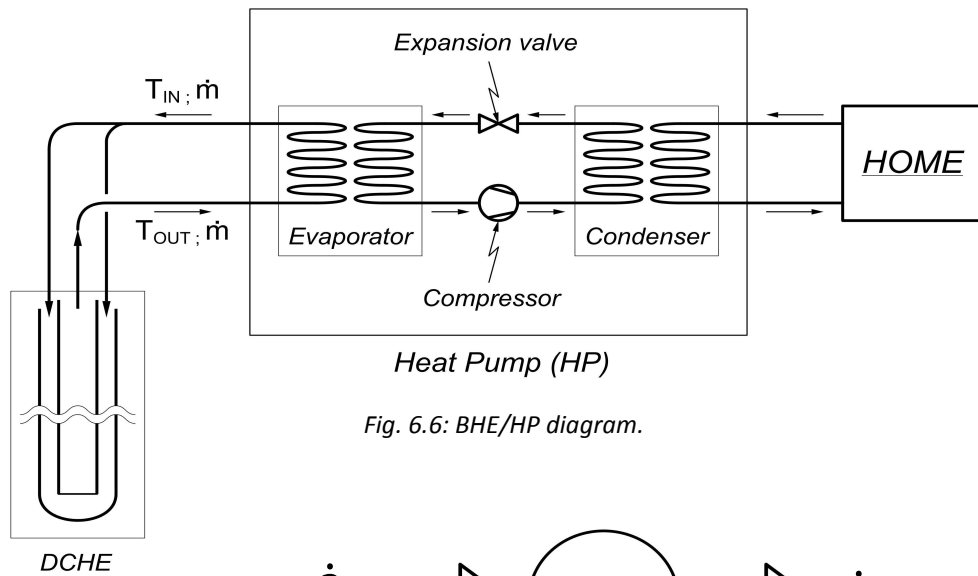 Expansion valve
T_IN ; ṁ
HOME
T_OUT ; ṁ
Evaporator
Condenser
Compressor
Heat Pump (HP)
Fig. 6.6: BHE/HP diagram.
DCHE